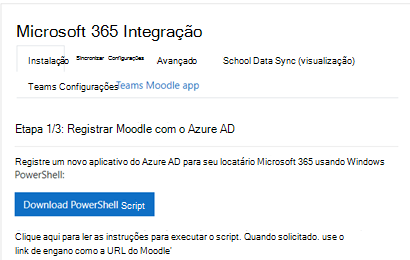 Microsoft 365 Integração
Instalação Sincronizar Configurações Avançado School Data Sync (visualização)
Teams Configurações Teams Moodle app
Etapa 1/3: Registrar Moodle com o Azure AD
Registre um novo aplicativo do Azure AD para seu locatário Microsoft 365 usando Windows
PowerShell:
Download PowerShell Script
Clique aqui para ler as instruções para executar o script. Quando solicitado. use o
link de engano como a URL do Moodle'